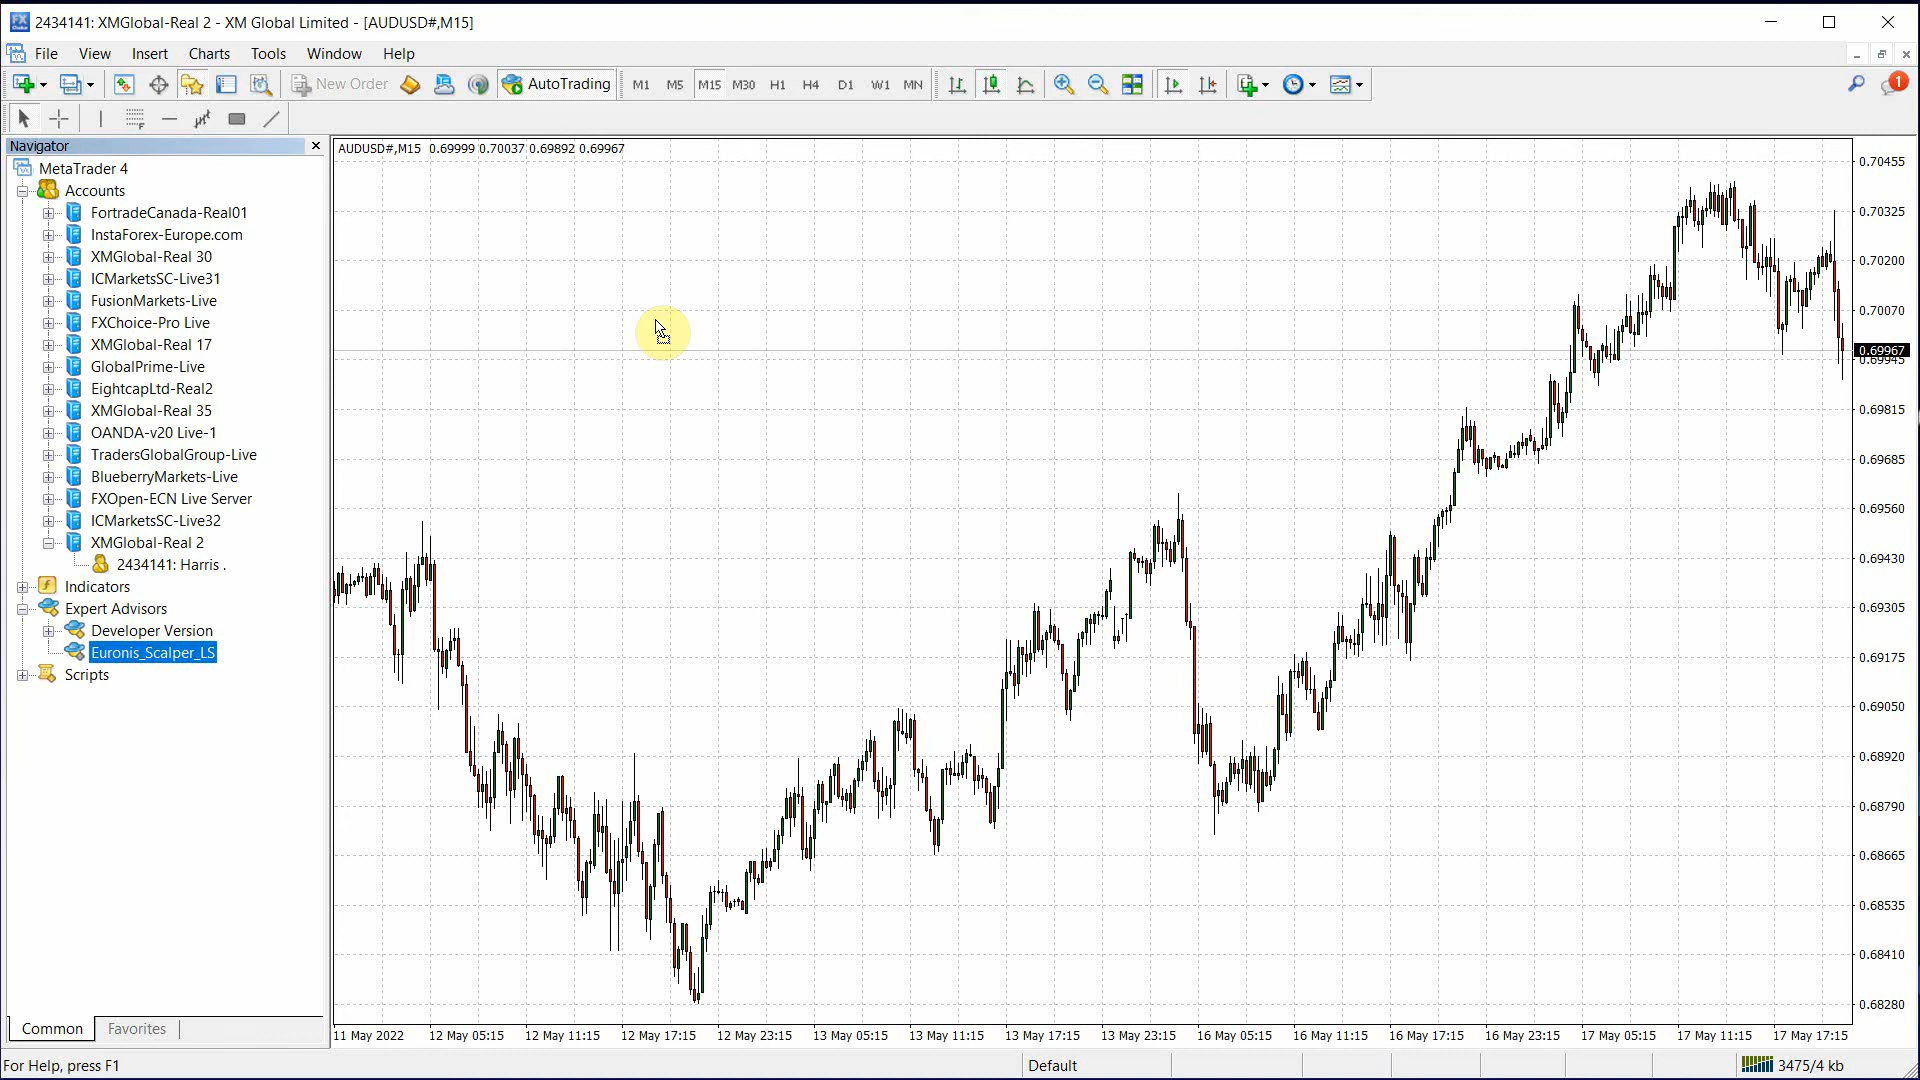 2434141: XMGlobal-Real 2 - XM Global Limited - [AUDUSD#,M15]
File View Insert Charts Tools Window Help
New Order AutoTrading M1 M5 M15 M30 H1 H4 D1 W1 MN 1
Navigator
MetaTrader 4
Accounts
FortradeCanada-Real01
InstaForex-Europe.com
XMGlobal-Real 30
ICMarketsSC-Live31
FusionMarkets-Live
FXChoice-Pro Live
XMGlobal-Real 17
GlobalPrime-Live
EightcapLtd-Real2
XMGlobal-Real 35
OANDA-v20 Live-1
TradersGlobalGroup-Live
BlueberryMarkets-Live
FXOpen-ECN Live Server
ICMarketsSC-Live32
XMGlobal-Real 2
2434141: Harris .
Indicators
Expert Advisors
Developer Version
Euronis_Scalper_LS
Scripts
Common Favorites
AUDUSD#,M15 0.69999 0.70037 0.69892 0.69967
0.70455
0.70325
0.70200
0.70070
0.69967
0.69945
0.69815
0.69685
0.69560
0.69430
0.69305
0.69175
0.69050
0.68920
0.68790
0.68665
0.68535
0.68410
0.68280
11 May 2022 12 May 05:15 12 May 11:15 12 May 17:15 12 May 23:15 13 May 05:15 13 May 11:15 13 May 17:15 13 May 23:15 16 May 05:15 16 May 11:15 16 May 17:15 16 May 23:15 17 May 05:15 17 May 11:15 17 May 17:15
For Help, press F1 Default 3475/4 kb